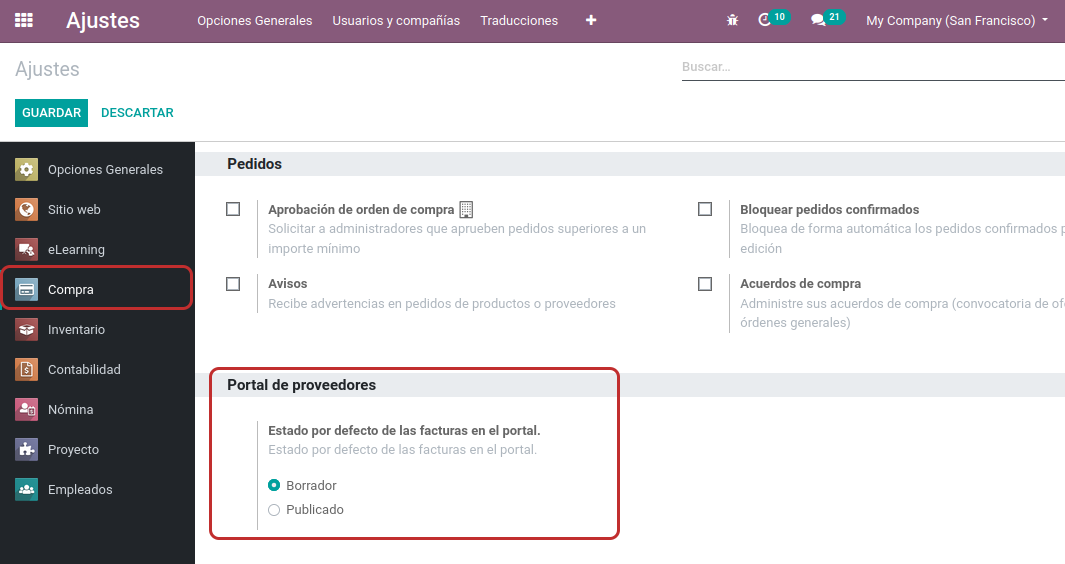 Ajustes
Opciones Generales
Usuarios y compañías
Traducciones
10
21
My Company (San Francisco)
Ajustes
Buscar...
GUARDAR
DESCARTAR
Opciones Generales
Sitio web
eLearning
Compra
Inventario
Contabilidad
Nómina
Proyecto
Empleados
Pedidos
Aprobación de orden de compra
Solicitar a administradores que aprueben pedidos superiores a un
importe mínimo
Bloquear pedidos confirmados
Bloquea de forma automática los pedidos confirmados p
edición
Avisos
Recibe advertencias en pedidos de productos o proveedores
Acuerdos de compra
Administre sus acuerdos de compra (convocatoria de ofe
órdenes generales)
Portal de proveedores
Estado por defecto de las facturas en el portal.
Estado por defecto de las facturas en el portal.
Borrador
Publicado